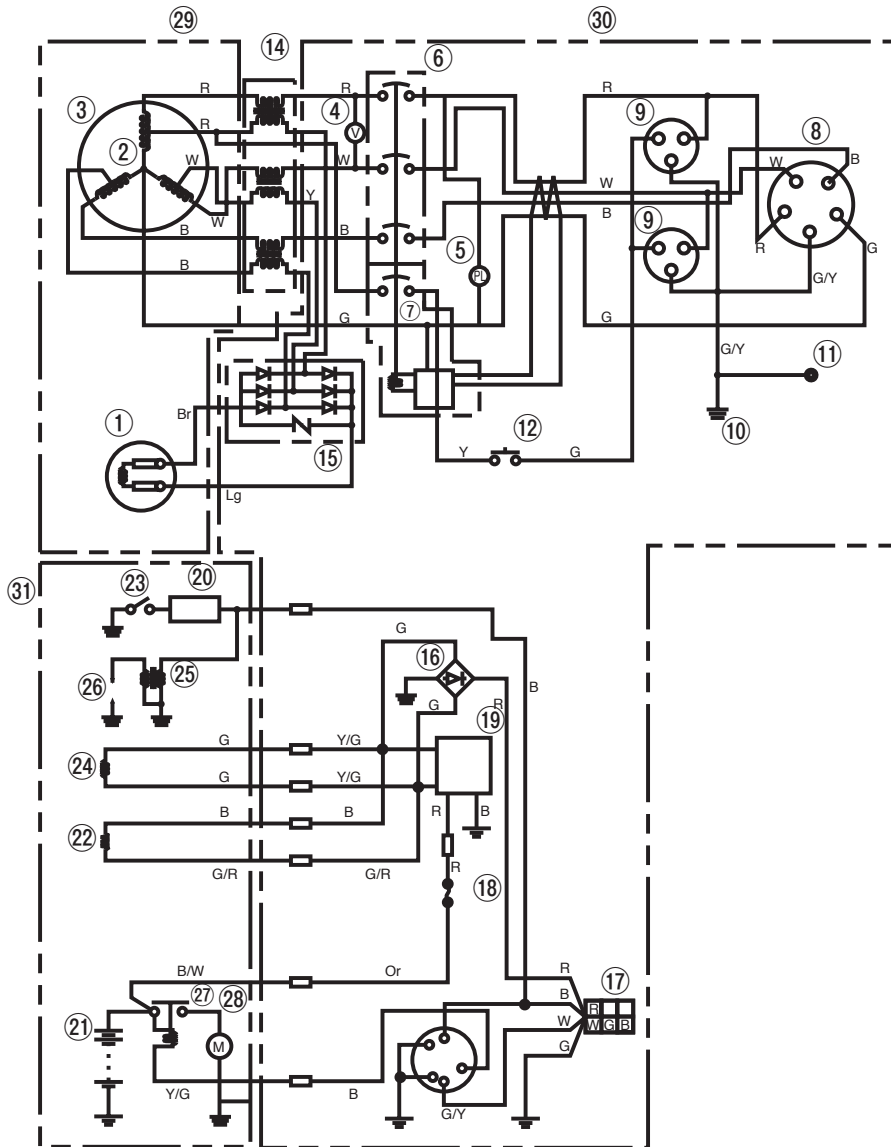 29
30
14
6
3
R
R
R
9
8
4
V
R
2
W
W
W
B
W
Y
W
B
R
B
B
9
G
B
5
G/Y
PL
7
G
G
G/Y
11
Br
12
1
15
Y
G
10
Lg
31
23
20
G
16
B
26
25
G
R
19
G
Y/G
24
G
Y/G
R
B
B
B
22
G/R
G/R
R
18
B/W
Or
R
17
27
28
B
R
21
W
W G B
M
G
Y/G
B
G/Y